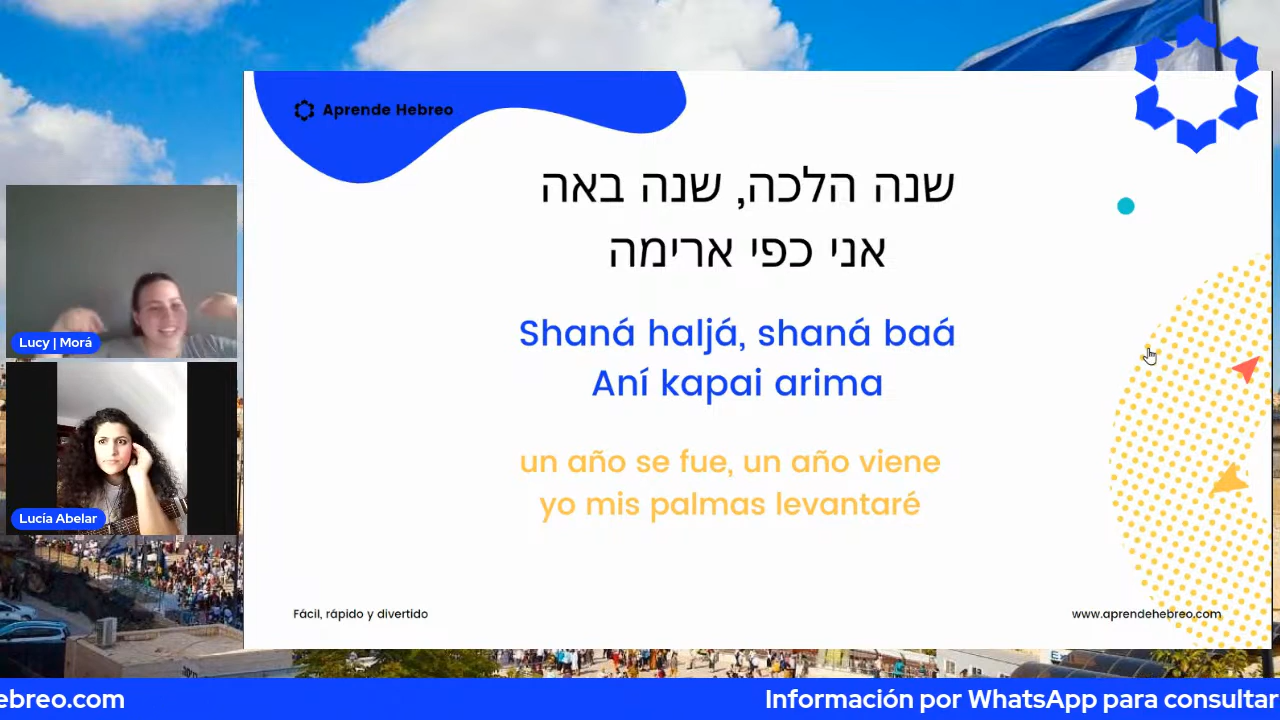 Aprende Hebreo
שנה הלכה, שנה באה
אני כפי ארימה
Shaná haljá, shaná baá
Aní kapai arima
un año se fue, un año viene
yo mis palmas levantaré
Fácil, rápido y divertido
www.aprendehebreo.com
Lucy | Morá
Lucía Abelar
ebreo.com
Información por WhatsApp para consultar